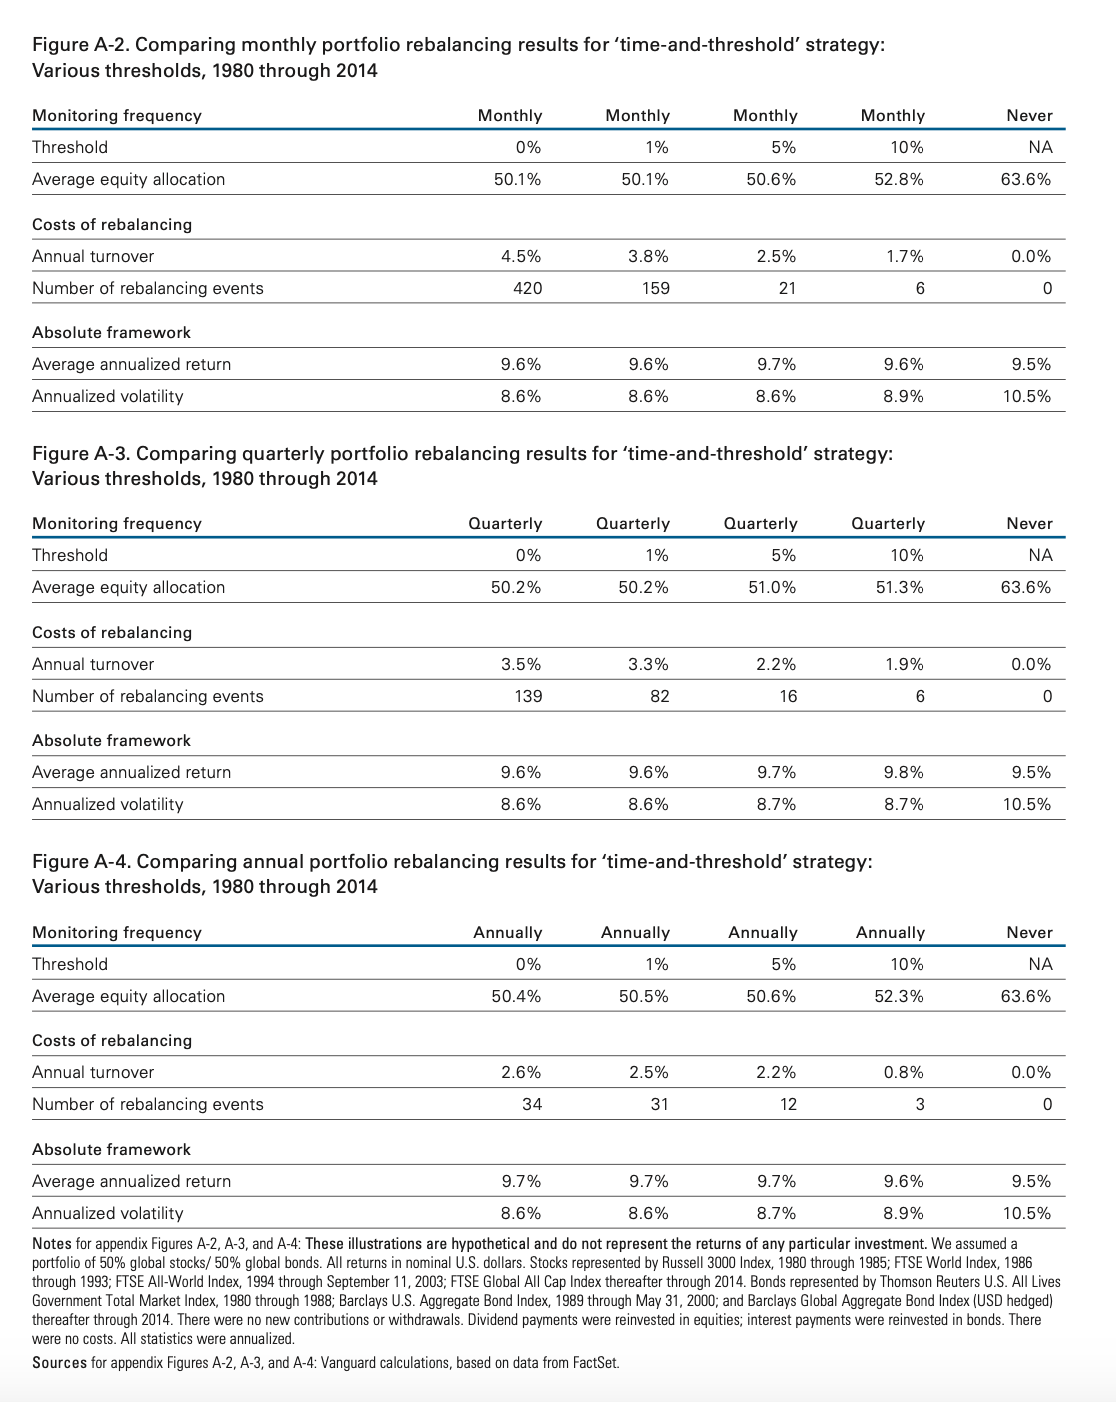 Figure A-2. Comparing monthly portfolio rebalancing results for ‘time-and-threshold’ strategy:
Various thresholds, 1980 through 2014
Monitoring frequency Monthly Monthly Monthly Monthly Never
Threshold 0% 1% 5% 10% NA
Average equity allocation 50.1% 50.1% 50.6% 52.8% 63.6%
Costs of rebalancing
Annual turnover 4.5% 3.8% 2.5% 1.7% 0.0%
Number of rebalancing events 420 159 21 6 0
Absolute framework
Average annualized return 9.6% 9.6% 9.7% 9.6% 9.5%
Annualized volatility 8.6% 8.6% 8.6% 8.9% 10.5%
Figure A-3. Comparing quarterly portfolio rebalancing results for ‘time-and-threshold’ strategy:
Various thresholds, 1980 through 2014
Monitoring frequency Quarterly Quarterly Quarterly Quarterly Never
Threshold 0% 1% 5% 10% NA
Average equity allocation 50.2% 50.2% 51.0% 51.3% 63.6%
Costs of rebalancing
Annual turnover 3.5% 3.3% 2.2% 1.9% 0.0%
Number of rebalancing events 139 82 16 6 0
Absolute framework
Average annualized return 9.6% 9.6% 9.7% 9.8% 9.5%
Annualized volatility 8.6% 8.6% 8.7% 8.7% 10.5%
Figure A-4. Comparing annual portfolio rebalancing results for ‘time-and-threshold’ strategy:
Various thresholds, 1980 through 2014
Monitoring frequency Annually Annually Annually Annually Never
Threshold 0% 1% 5% 10% NA
Average equity allocation 50.4% 50.5% 50.6% 52.3% 63.6%
Costs of rebalancing
Annual turnover 2.6% 2.5% 2.2% 0.8% 0.0%
Number of rebalancing events 34 31 12 3 0
Absolute framework
Average annualized return 9.7% 9.7% 9.7% 9.6% 9.5%
Annualized volatility 8.6% 8.6% 8.7% 8.9% 10.5%
Notes for appendix Figures A-2, A-3, and A-4: These illustrations are hypothetical and do not represent the returns of any particular investment. We assumed a
portfolio of 50% global stocks/ 50% global bonds. All returns in nominal U.S. dollars. Stocks represented by Russell 3000 Index, 1980 through 1985; FTSE World Index, 1986
through 1993; FTSE All-World Index, 1994 through September 11, 2003; FTSE Global All Cap Index thereafter through 2014. Bonds represented by Thomson Reuters U.S. All Lives
Government Total Market Index, 1980 through 1988; Barclays U.S. Aggregate Bond Index, 1989 through May 31, 2000; and Barclays Global Aggregate Bond Index (USD hedged)
thereafter through 2014. There were no new contributions or withdrawals. Dividend payments were reinvested in equities; interest payments were reinvested in bonds. There
were no costs. All statistics were annualized.
Sources for appendix Figures A-2, A-3, and A-4: Vanguard calculations, based on data from FactSet.